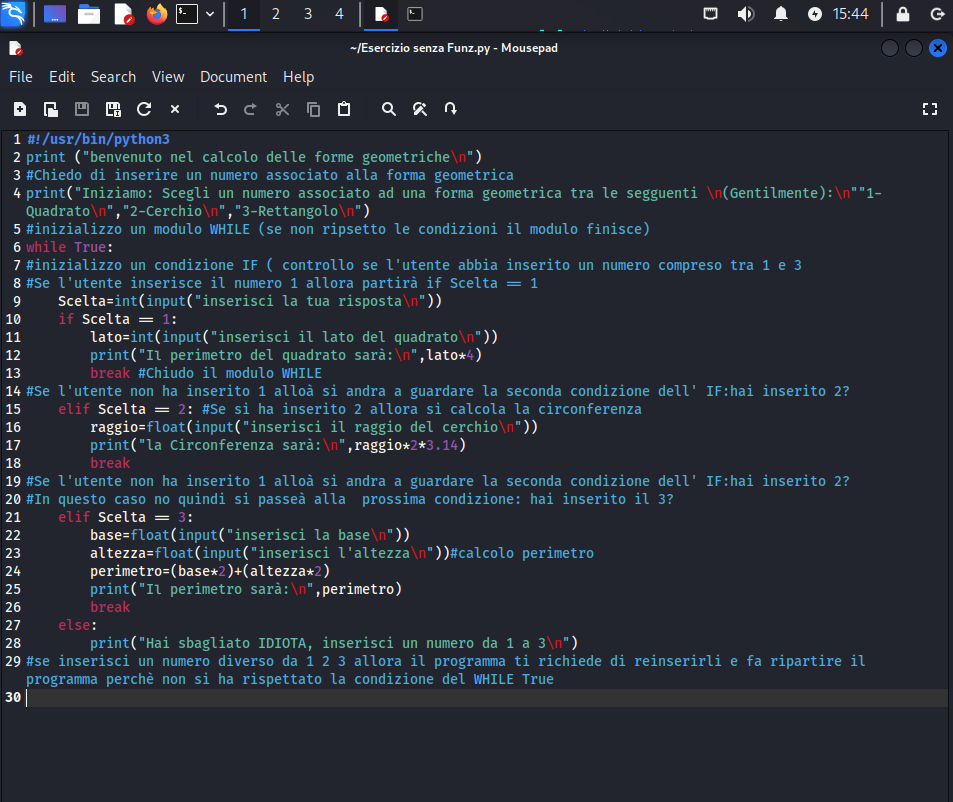 1 2 3 4 15:44
~/Esercizio senza Funz.py - Mousepad
File Edit Search View Document Help
1 #!/usr/bin/python3
2 print ("benvenuto nel calcolo delle forme geometriche\n")
3 #Chiedo di inserire un numero associato alla forma geometrica
4 print("Iniziamo: Scegli un numero associato ad una forma geometrica tra le segguenti \n(Gentilmente):\n""1-
Quadrato\n","2-Cerchio\n","3-Rettangolo\n")
5 #inizializzo un modulo WHILE (se non ripsetto le condizioni il modulo finisce)
6 while True:
7 #inizializzo un condizione IF ( controllo se l'utente abbia inserito un numero compreso tra 1 e 3
8 #Se l'utente inserisce il numero 1 allora partirà if Scelta == 1
9     Scelta=int(input("inserisci la tua risposta\n"))
10     if Scelta == 1:
11         lato=int(input("inserisci il lato del quadrato\n"))
12         print("Il perimetro del quadrato sarà:\n",lato*4)
13         break #Chiudo il modulo WHILE
14 #Se l'utente non ha inserito 1 alloà si andra a guardare la seconda condizione dell' IF:hai inserito 2?
15     elif Scelta == 2: #Se si ha inserito 2 allora si calcola la circonferenza
16         raggio=float(input("inserisci il raggio del cerchio\n"))
17         print("la Circonferenza sarà:\n",raggio*2*3.14)
18         break
19 #Se l'utente non ha inserito 1 alloà si andra a guardare la seconda condizione dell' IF:hai inserito 2?
20 #In questo caso no quindi si passeà alla  prossima condizione: hai inserito il 3?
21     elif Scelta == 3:
22         base=float(input("inserisci la base\n"))
23         altezza=float(input("inserisci l'altezza\n"))#calcolo perimetro
24         perimetro=(base*2)+(altezza*2)
25         print("Il perimetro sarà:\n",perimetro)
26         break
27     else:
28         print("Hai sbagliato IDIOTA, inserisci un numero da 1 a 3\n")
29 #se inserisci un numero diverso da 1 2 3 allora il programma ti richiede di reinserirli e fa ripartire il
programma perchè non si ha rispettato la condizione del WHILE True
30